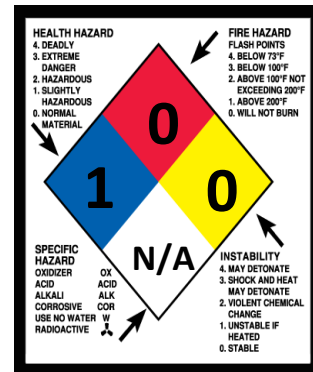 HEALTH HAZARD
4. DEADLY
3. EXTREME
DANGER
2. HAZARDOUS
1. SLIGHTLY
HAZARDOUS
0. NORMAL
MATERIAL
FIRE HAZARD
FLASH POINTS
4. BELOW 73°F
3. BELOW 100°F
2. ABOVE 100°F NOT
EXCEEDING 200°F
1. ABOVE 200°F
0. WILL NOT BURN
0
1
0
N/A
SPECIFIC
HAZARD
OXIDIZER OX
ACID ACID
ALKALI ALK
CORROSIVE COR
USE NO WATER W
RADIOACTIVE
INSTABILITY
4. MAY DETONATE
3. SHOCK AND HEAT
MAY DETONATE
2. VIOLENT CHEMICAL
CHANGE
1. UNSTABLE IF
HEATED
0. STABLE